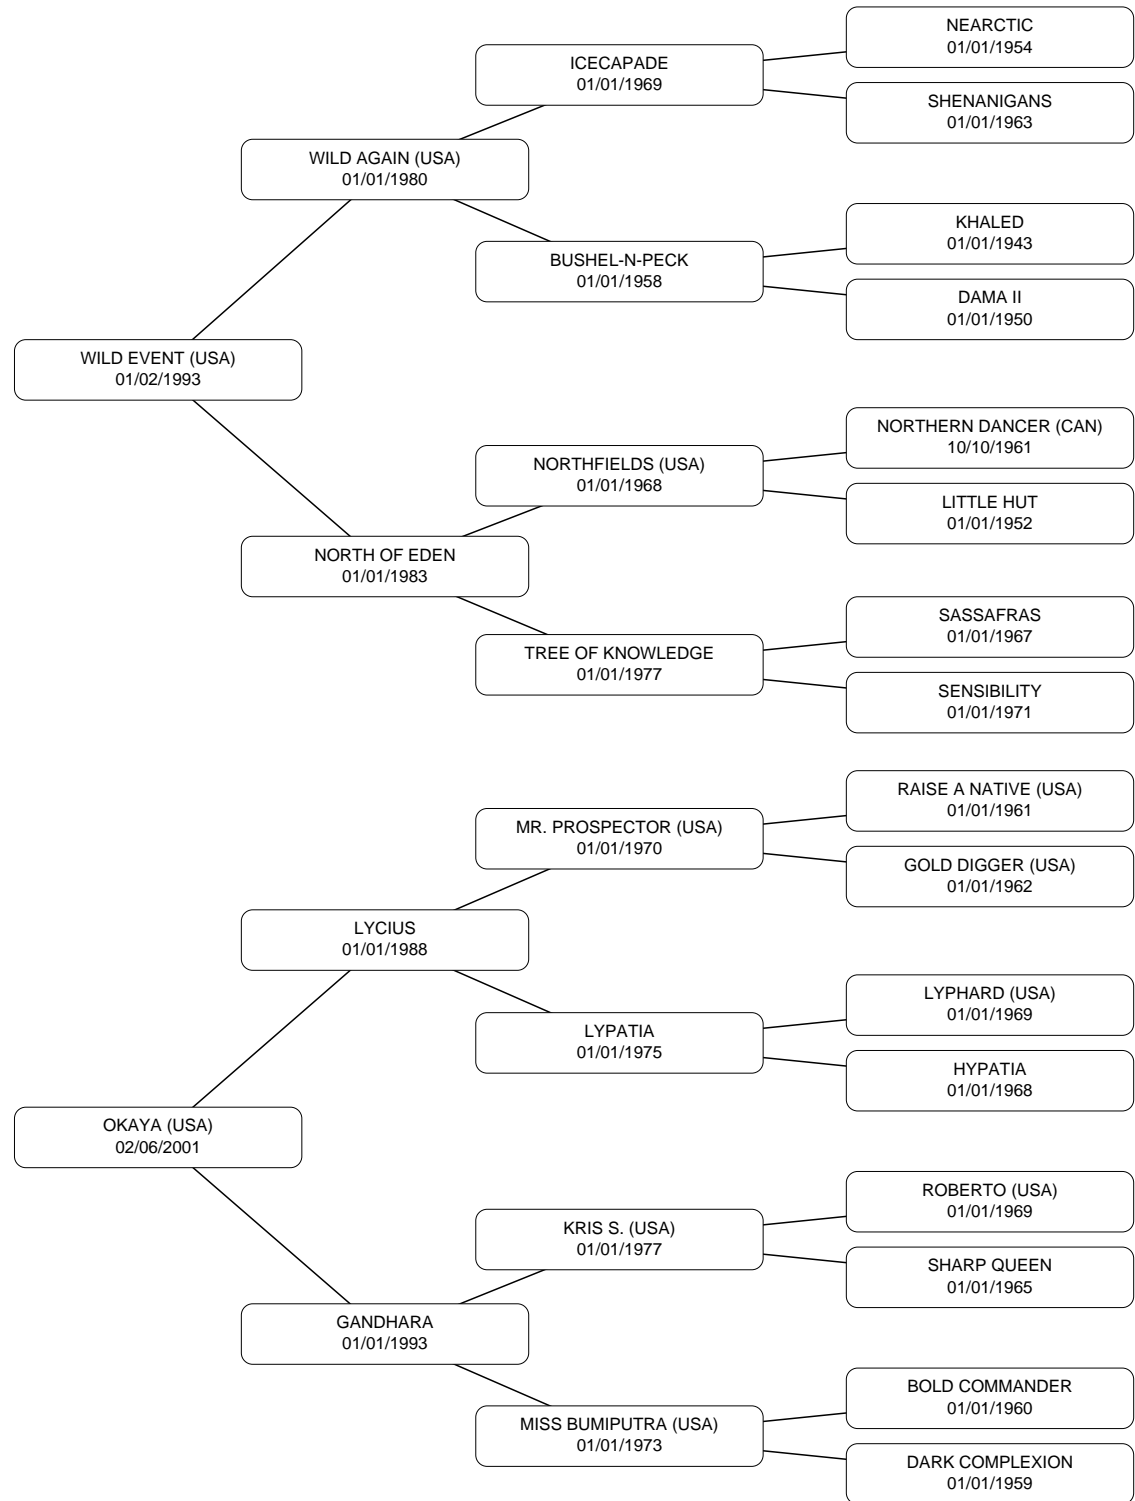 NEARCTIC
01/01/1954
ICECAPADE
01/01/1969
SHENANIGANS
01/01/1963
WILD AGAIN (USA)
01/01/1980
KHALED
01/01/1943
BUSHEL-N-PECK
01/01/1958
DAMA II
01/01/1950
WILD EVENT (USA)
01/02/1993
NORTHERN DANCER (CAN)
10/10/1961
NORTHFIELDS (USA)
01/01/1968
LITTLE HUT
01/01/1952
NORTH OF EDEN
01/01/1983
SASSAFRAS
01/01/1967
TREE OF KNOWLEDGE
01/01/1977
SENSIBILITY
01/01/1971
RAISE A NATIVE (USA)
01/01/1961
MR. PROSPECTOR (USA)
01/01/1970
GOLD DIGGER (USA)
01/01/1962
LYCIUS
01/01/1988
LYPHARD (USA)
01/01/1969
LYPATIA
01/01/1975
HYPATIA
01/01/1968
OKAYA (USA)
02/06/2001
ROBERTO (USA)
01/01/1969
KRIS S. (USA)
01/01/1977
SHARP QUEEN
01/01/1965
GANDHARA
01/01/1993
BOLD COMMANDER
01/01/1960
MISS BUMIPUTRA (USA)
01/01/1973
DARK COMPLEXION
01/01/1959